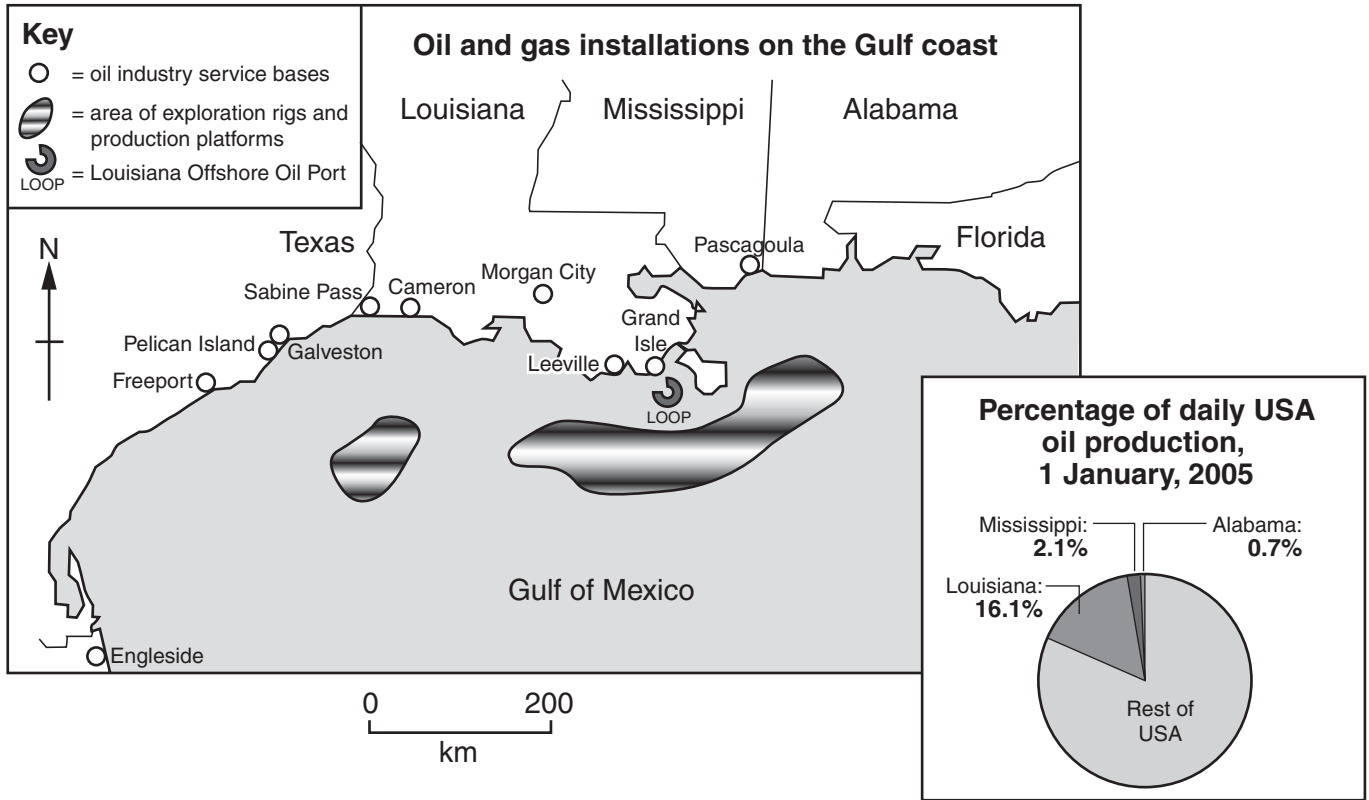 Key
= oil industry service bases
= area of exploration rigs and
production platforms
LOOP
= Louisiana Offshore Oil Port
Oil and gas installations on the Gulf coast
Louisiana
Mississippi
Alabama
N
Texas
Florida
Pascagoula
Morgan City
Cameron
Sabine Pass
Grand
Isle
Pelican Island
Galveston
Leeville
Freeport
LOOP
Gulf of Mexico
Engleside
0
200
km
Percentage of daily USA
oil production,
1 January, 2005
Mississippi:
2.1%
Alabama:
0.7%
Louisiana:
16.1%
Rest of
USA